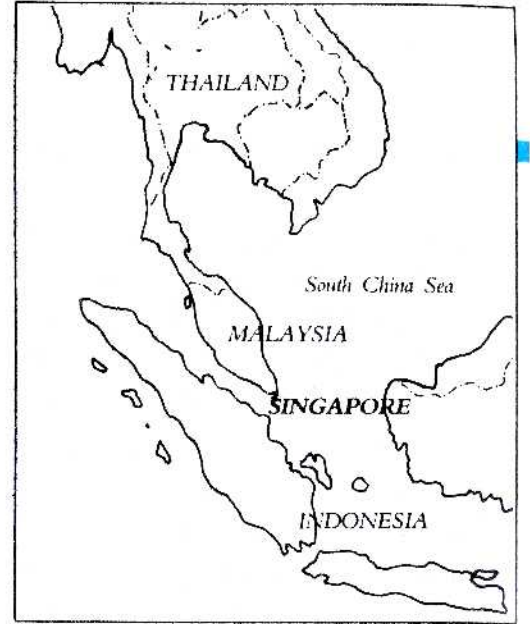 THAILAND
South China Sea
MALAYSIA
SINGAPORE
INDONESIA